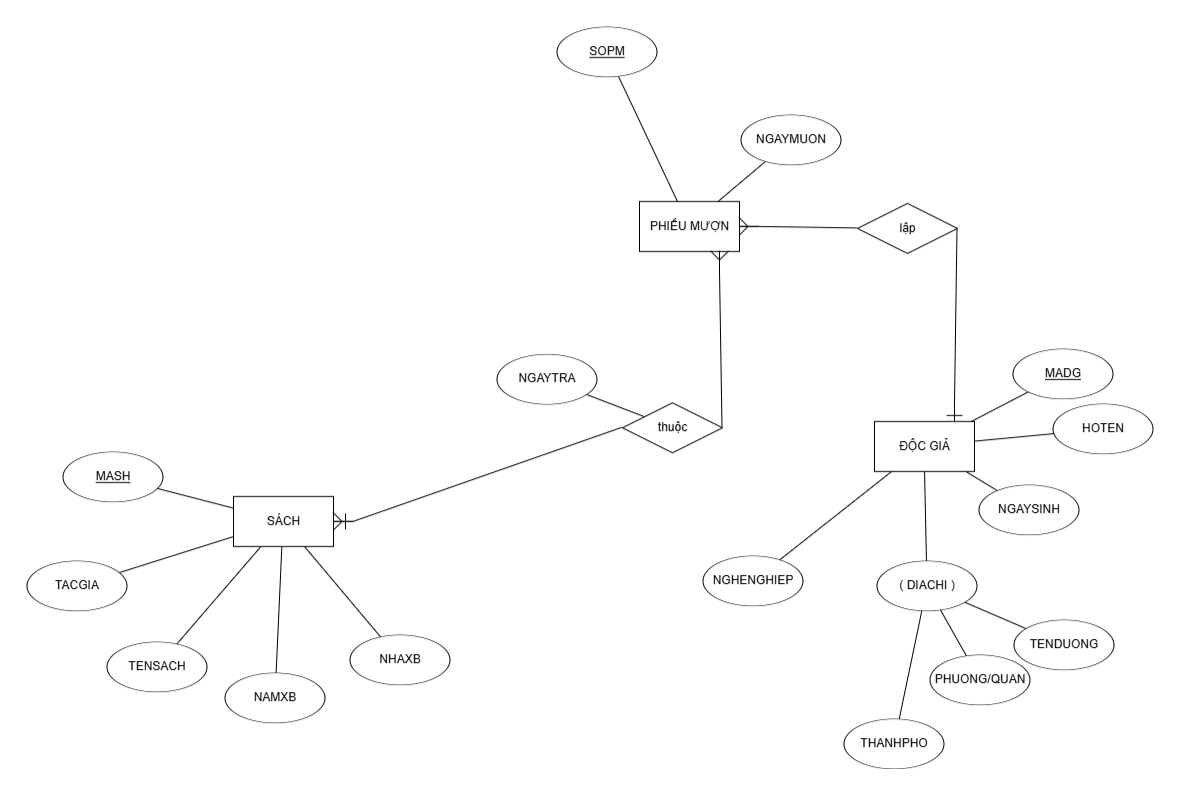 SOPM
NGAYMUON
PHIẾU MƯỢN
lập
NGAYTRA
MADG
thuộc
HOTEN
ĐỘC GIẢ
MASH
NGAYSINH
SÁCH
NGHENGHIEP
( DIACHI )
TACGIA
TENDUONG
TENSACH
NHAXB
PHUONG/QUAN
NAMXB
THANHPHO